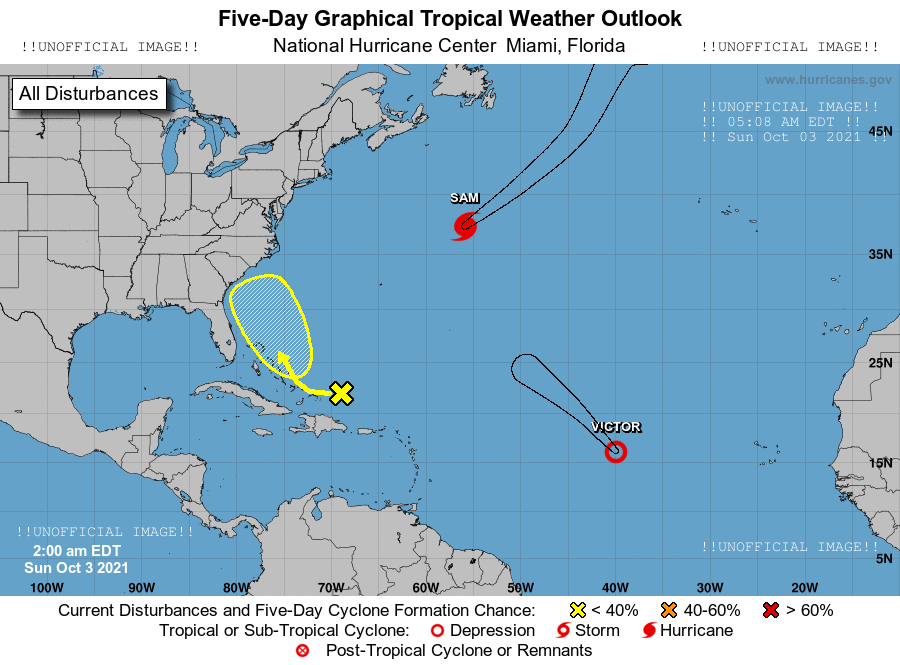 Five-Day Graphical Tropical Weather Outlook
!!UNOFFICIAL IMAGE!! National Hurricane Center Miami, Florida !!UNOFFICIAL IMAGE!!
www.hurricanes.gov
All Disturbances
!!UNOFFICIAL IMAGE!!
!! 05:08 AM EDT !!
!! Sun Oct 03 2021 !!
45N
SAM
35N
25N
VICTOR
15N
!!UNOFFICIAL IMAGE!!
2:00 am EDT
Sun Oct 3 2021
!!UNOFFICIAL IMAGE!!
5N
100W 90W 80W 70W 60W 50W 40W 30W 20W
Current Disturbances and Five-Day Cyclone Formation Chance: < 40% 40-60% > 60%
Tropical or Sub-Tropical Cyclone: Depression Storm Hurricane
Post-Tropical Cyclone or Remnants